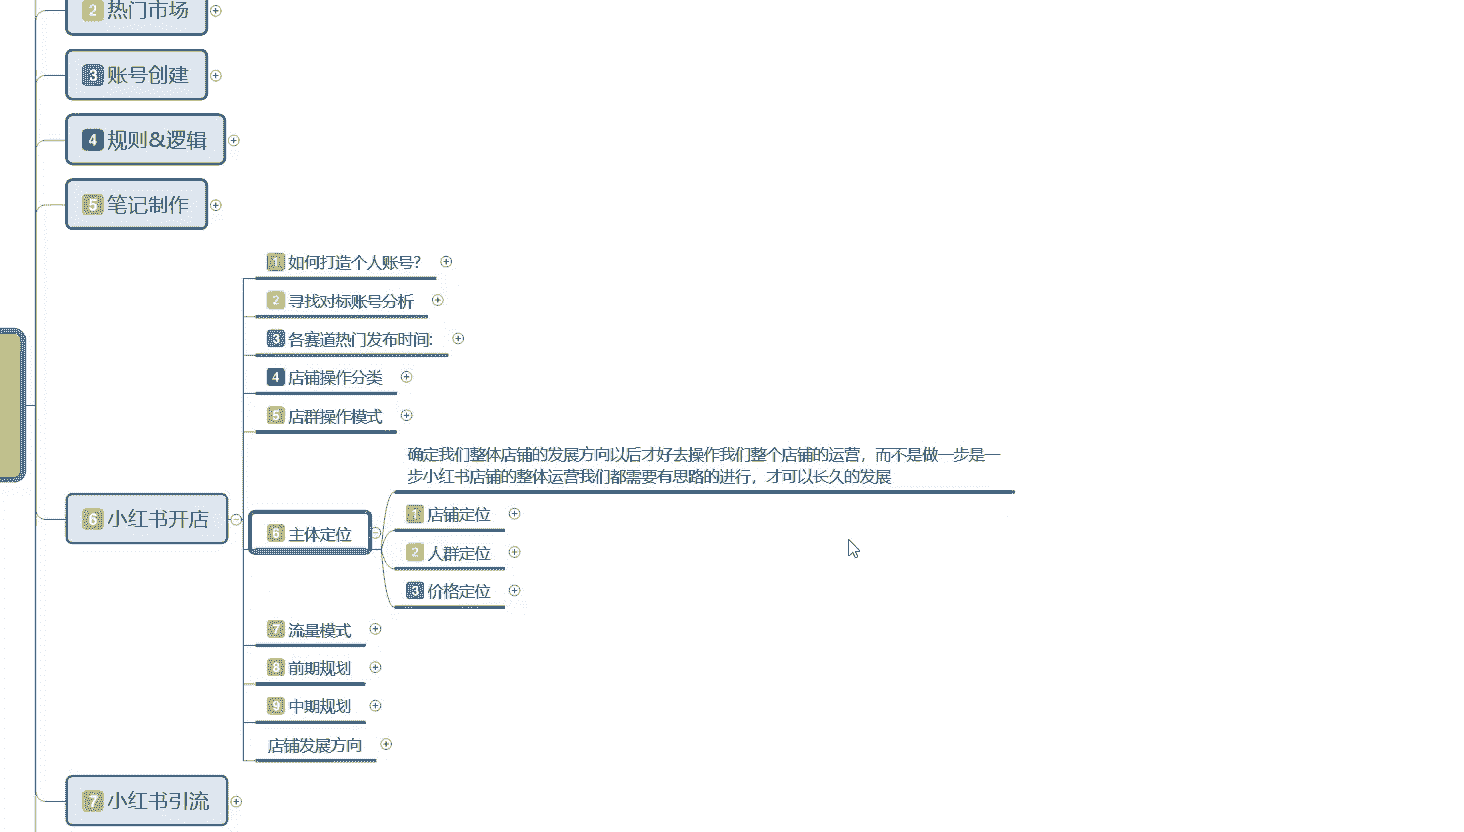 2 热门市场
3 账号创建
4 规则&逻辑
5 笔记制作
1 如何打造个人账号?
2 寻找对标账号分析
3 各赛道热门发布时间:
4 店铺操作分类
5 店群操作模式
确定我们整体店铺的发展方向以后才好去操作我们整个店铺的运营，而不是做一步是一
步小红书店铺的整体运营我们都需要有思路的进行，才可以长久的发展
1 店铺定位
6 小红书开店
6 主体定位
2 人群定位
3 价格定位
7 流量模式
8 前期规划
9 中期规划
店铺发展方向
7 小红书引流